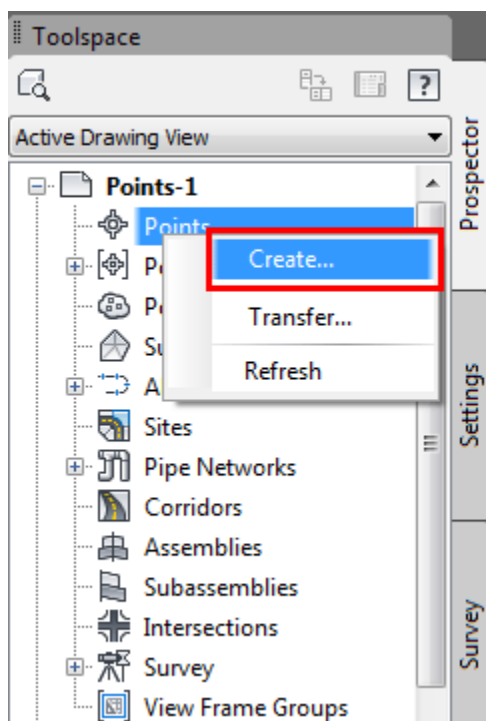 Toolspace
?
Active Drawing View
Points-1
Points
Create...
Transfer...
Refresh
Sites
Pipe Networks
Corridors
Assemblies
Subassemblies
Intersections
Survey
View Frame Groups
Prospector
Settings
Survey